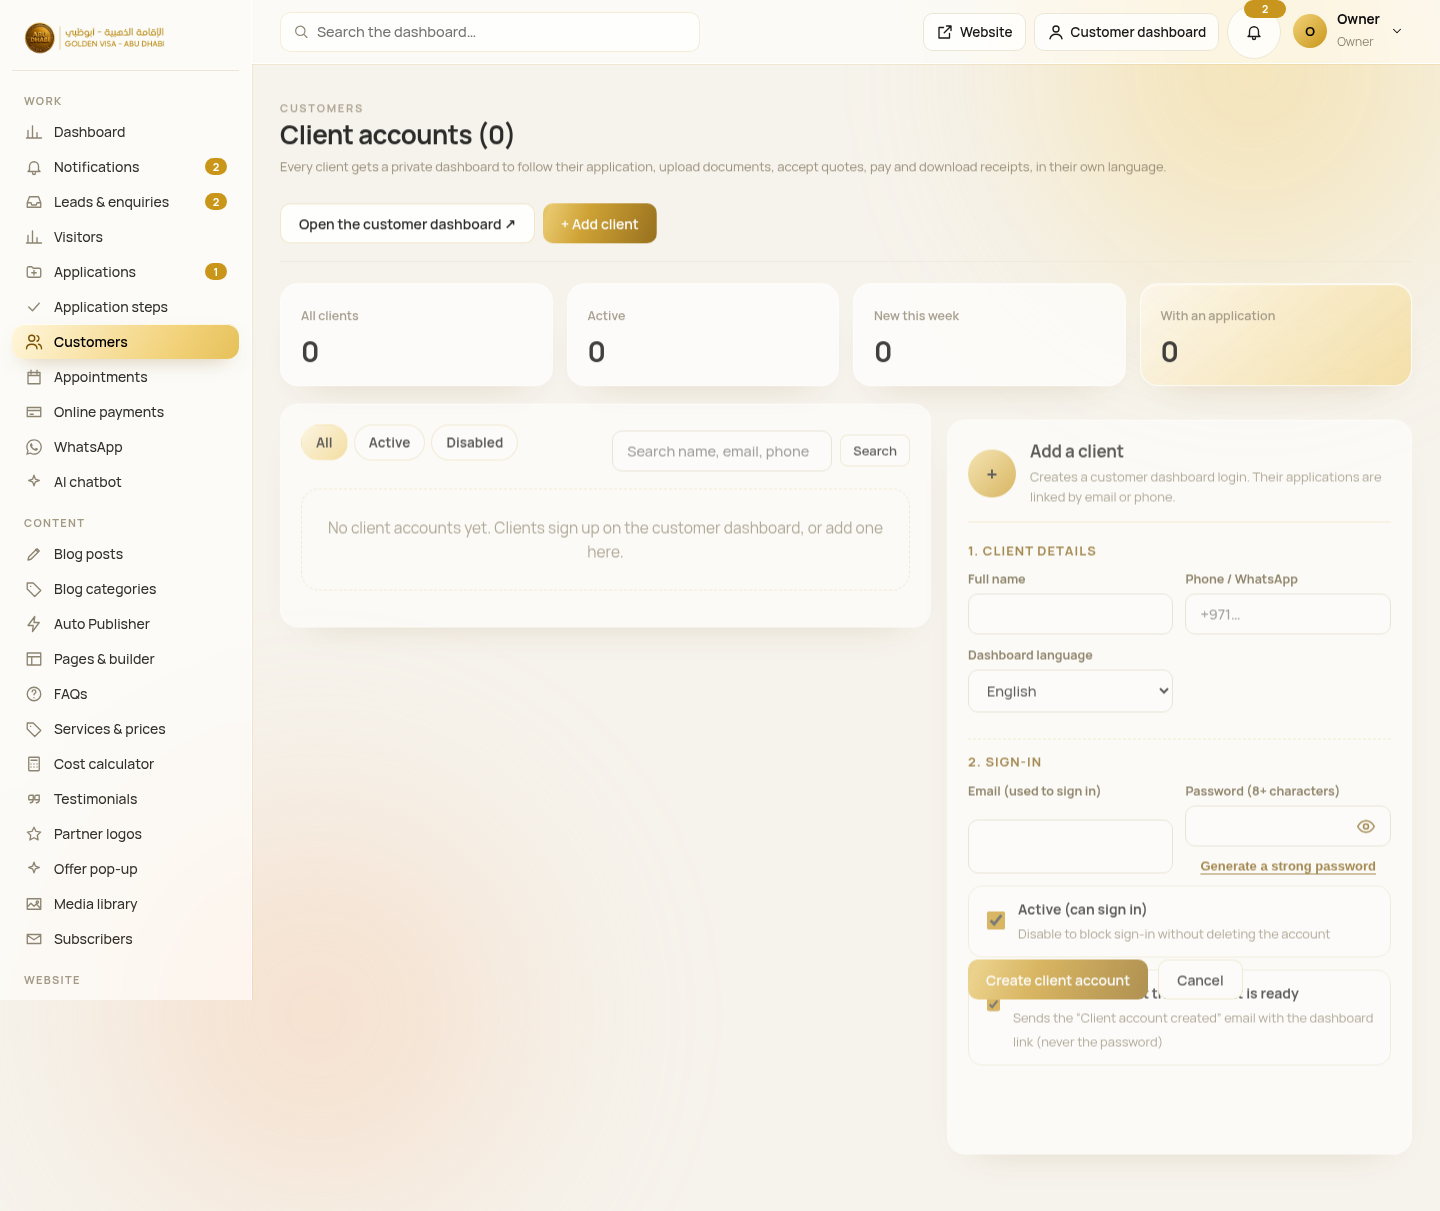 ABU DHABI
الإقامة الذهبية - أبوظبي
GOLDEN VISA - ABU DHABI
Search the dashboard...
Website
Customer dashboard
2
O
Owner
Owner
WORK
Dashboard
Notifications 2
Leads & enquiries 2
Visitors
Applications 1
Application steps
Customers
Appointments
Online payments
WhatsApp
AI chatbot
CONTENT
Blog posts
Blog categories
Auto Publisher
Pages & builder
FAQs
Services & prices
Cost calculator
Testimonials
Partner logos
Offer pop-up
Media library
Subscribers
WEBSITE
CUSTOMERS
Client accounts (0)
Every client gets a private dashboard to follow their application, upload documents, accept quotes, pay and download receipts, in their own language.
Open the customer dashboard ↗
+ Add client
All clients
0
Active
0
New this week
0
With an application
0
All
Active
Disabled
Search name, email, phone
Search
No client accounts yet. Clients sign up on the customer dashboard, or add one
here.
+
Add a client
Creates a customer dashboard login. Their applications are
linked by email or phone.
1. CLIENT DETAILS
Full name
Phone / WhatsApp
+971...
Dashboard language
English
2. SIGN-IN
Email (used to sign in)
Password (8+ characters)
Generate a strong password
Active (can sign in)
Disable to block sign-in without deleting the account
Create client account
Cancel
is ready
Sends the "Client account created" email with the dashboard
link (never the password)